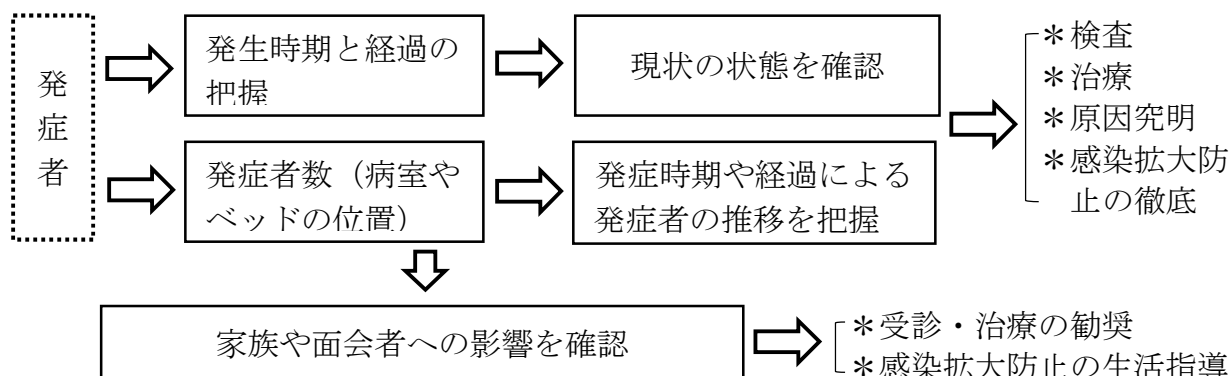 発症者
発生時期と経過の
把握
現状の状態を確認
発症者数（病室や
ベッドの位置）
発症時期や経過による
発症者の推移を把握
＊検査
＊治療
＊原因究明
＊感染拡大防
止の徹底
家族や面会者への影響を確認
＊受診・治療の勧奨
＊感染拡大防止の生活指導